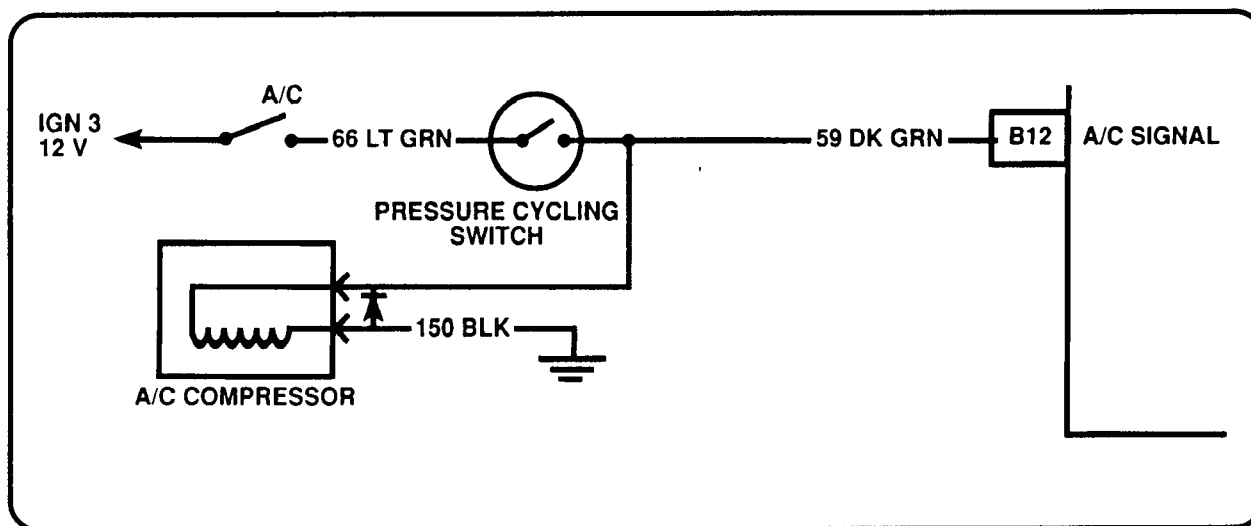 A/C
IGN 3
12 V
66 LT GRN
59 DK GRN
B12
A/C SIGNAL
PRESSURE CYCLING
SWITCH
150 BLK
A/C COMPRESSOR